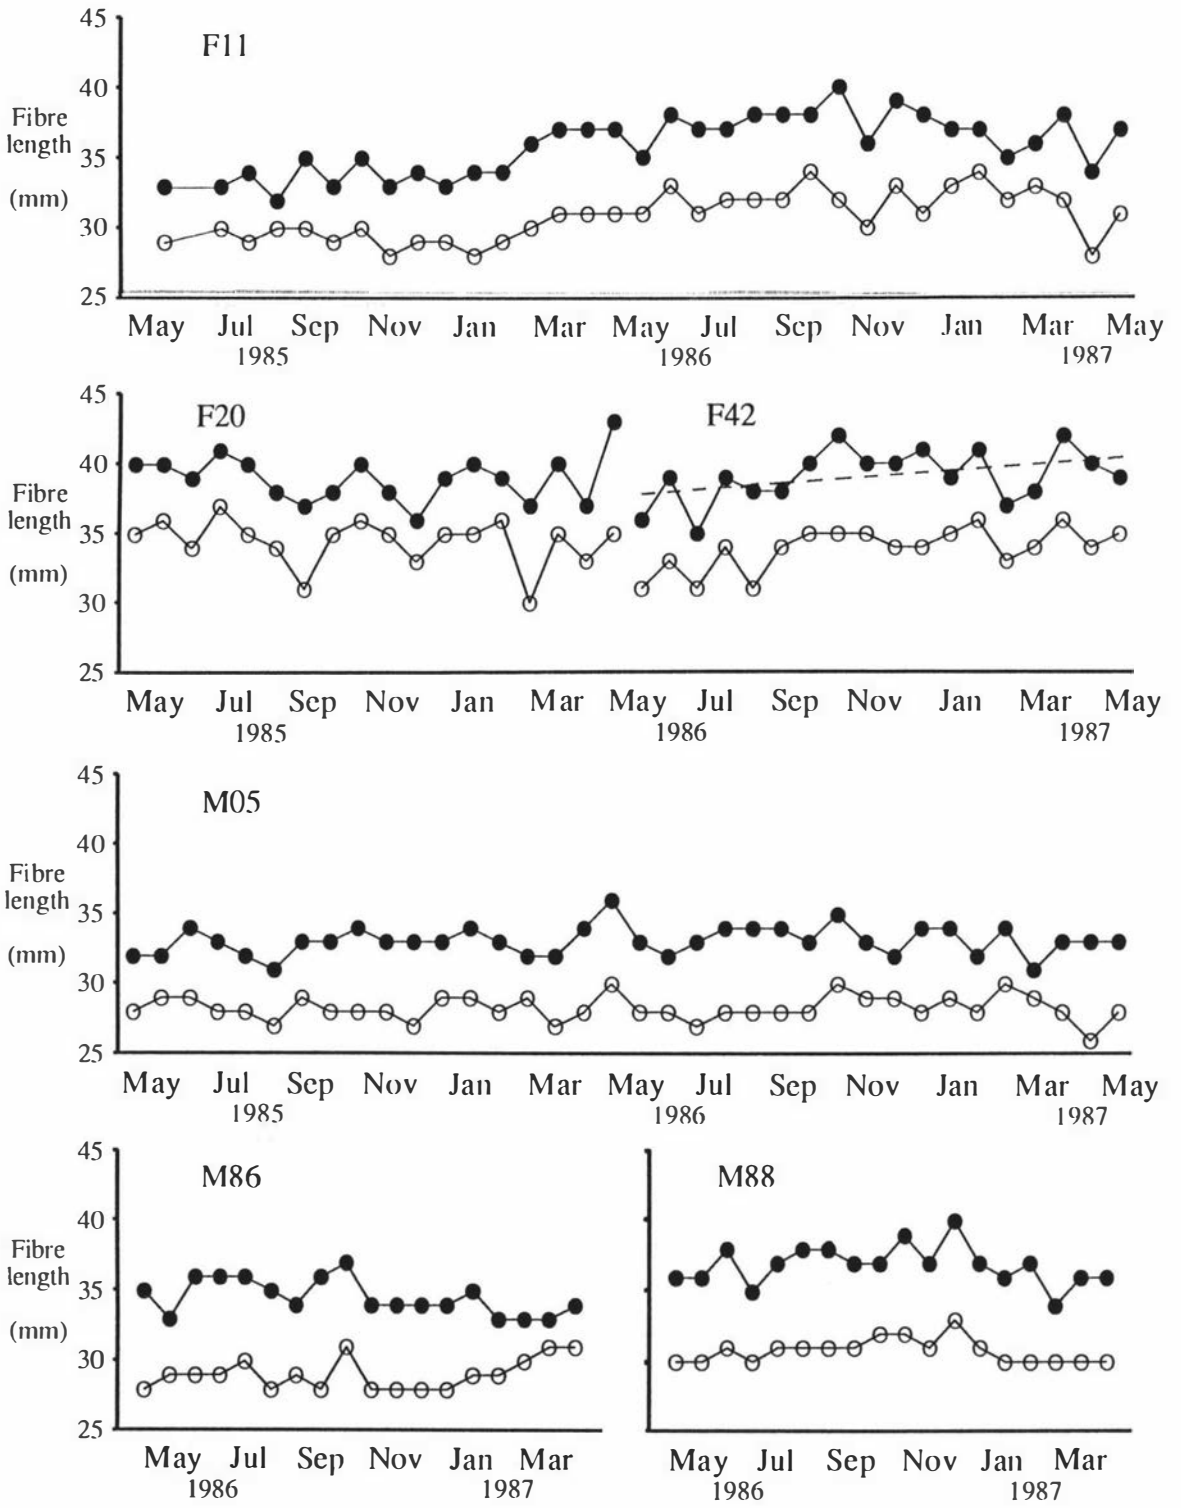 45
F11
40
Fibre
length
35
(mm)
30
25
May Jul Sep Nov Jan Mar May Jul Sep Nov Jan Mar May
1985 1986 1987
45
F20 F42
40
Fibre
length
35
(mm)
30
25
May Jul Sep Nov Jan Mar May Jul Sep Nov Jan Mar May
1985 1986 1987
45
M05
40
Fibre
length
35
(mm)
30
25
May Jul Sep Nov Jan Mar May Jul Sep Nov Jan Mar May
1985 1986 1987
45
M86 M88
40
Fibre
length
35
(mm)
30
25
May Jul Sep Nov Jan Mar May Jul Sep Nov Jan Mar
1986 1987 1986 1987